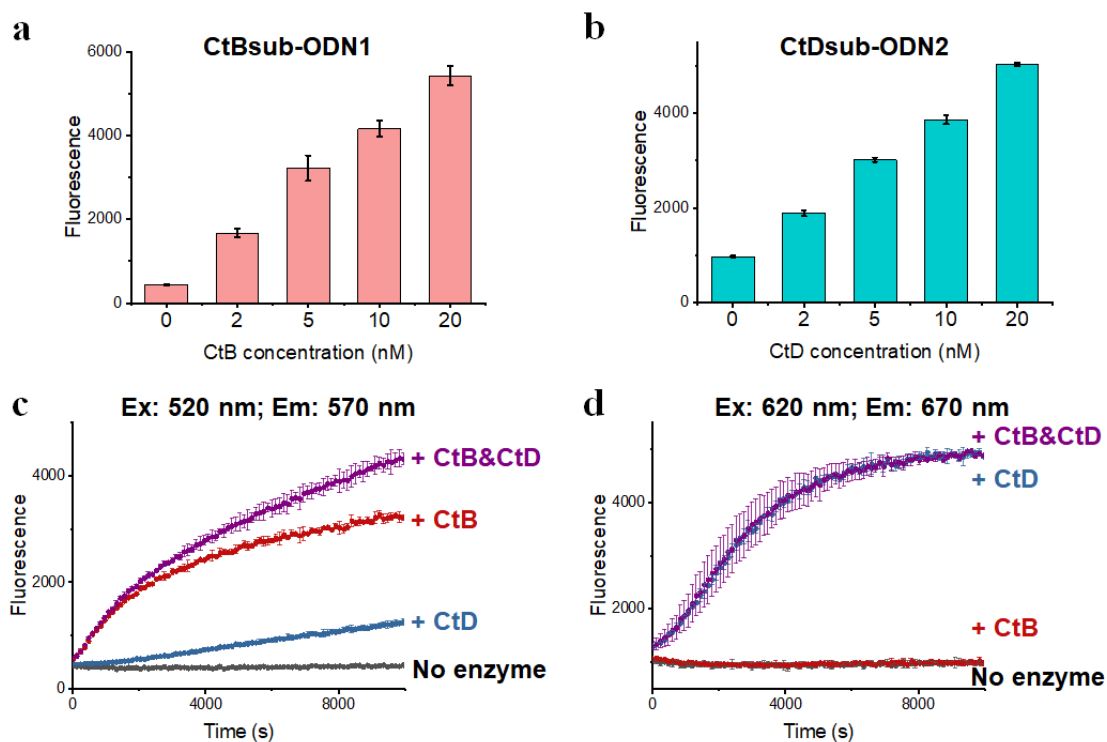 a
CtBsub-ODN1
6000
4000
2000
0
Fluorescence
0 2 5 10 20
CtB concentration (nM)
b
CtDsub-ODN2
4000
2000
0
Fluorescence
0 2 5 10 20
CtD concentration (nM)
c
Ex: 520 nm; Em: 570 nm
4000
2000
0
Fluorescence
+ CtB&CtD
+ CtB
+ CtD
No enzyme
0 4000 8000
Time (s)
d
Ex: 620 nm; Em: 670 nm
4000
2000
0
Fluorescence
+ CtB&CtD
+ CtD
+ CtB
No enzyme
0 4000 8000
Time (s)